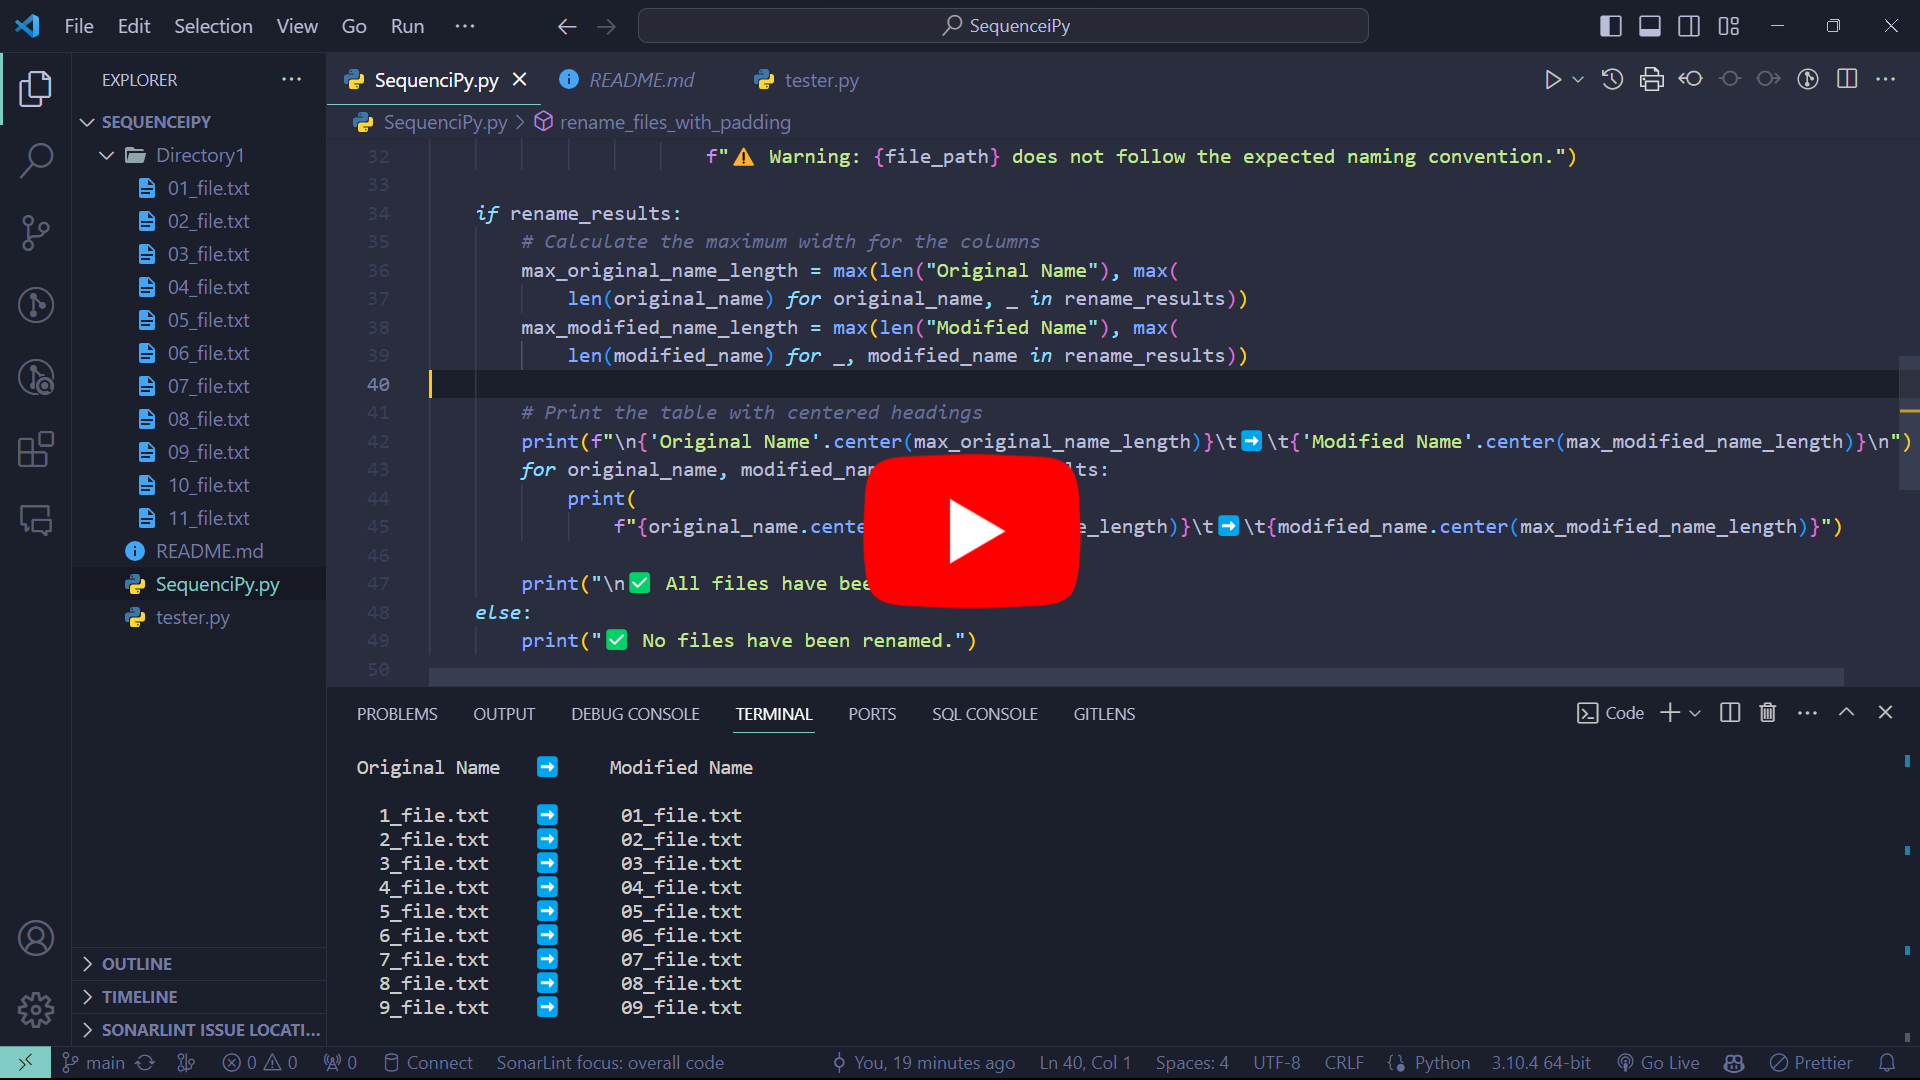 File Edit Selection View Go Run ··· SequenceiPy
EXPLORER ···
SequenciPy.py README.md tester.py
SEQUENCEIPY
SequenciPy.py > rename_files_with_padding
Directory1
01_file.txt
02_file.txt
03_file.txt
04_file.txt
05_file.txt
06_file.txt
07_file.txt
08_file.txt
09_file.txt
10_file.txt
11_file.txt
README.md
SequenciPy.py
tester.py
OUTLINE
TIMELINE
SONARLINT ISSUE LOCATI...
32 f"⚠️ Warning: {file_path} does not follow the expected naming convention.")
33
34 if rename_results:
35 # Calculate the maximum width for the columns
36 max_original_name_length = max(len("Original Name"), max(
37 len(original_name) for original_name, _ in rename_results))
38 max_modified_name_length = max(len("Modified Name"), max(
39 len(modified_name) for _, modified_name in rename_results))
40
41 # Print the table with centered headings
42 print(f"\n{'Original Name'.center(max_original_name_length)}\t➡️\t{'Modified Name'.center(max_modified_name_length)}\n")
43 for original_name, modified_na lts:
44 print(
45 f"{original_name.cente e_length)}\t➡️\t{modified_name.center(max_modified_name_length)}")
46
47 print("\n✅ All files have bee
48 else:
49 print("✅ No files have been renamed.")
50
PROBLEMS OUTPUT DEBUG CONSOLE TERMINAL PORTS SQL CONSOLE GITLENS Code
Original Name ➡️ Modified Name
1_file.txt ➡️ 01_file.txt
2_file.txt ➡️ 02_file.txt
3_file.txt ➡️ 03_file.txt
4_file.txt ➡️ 04_file.txt
5_file.txt ➡️ 05_file.txt
6_file.txt ➡️ 06_file.txt
7_file.txt ➡️ 07_file.txt
8_file.txt ➡️ 08_file.txt
9_file.txt ➡️ 09_file.txt
main 0 0 0 Connect SonarLint focus: overall code You, 19 minutes ago Ln 40, Col 1 Spaces: 4 UTF-8 CRLF {} Python 3.10.4 64-bit Go Live Prettier